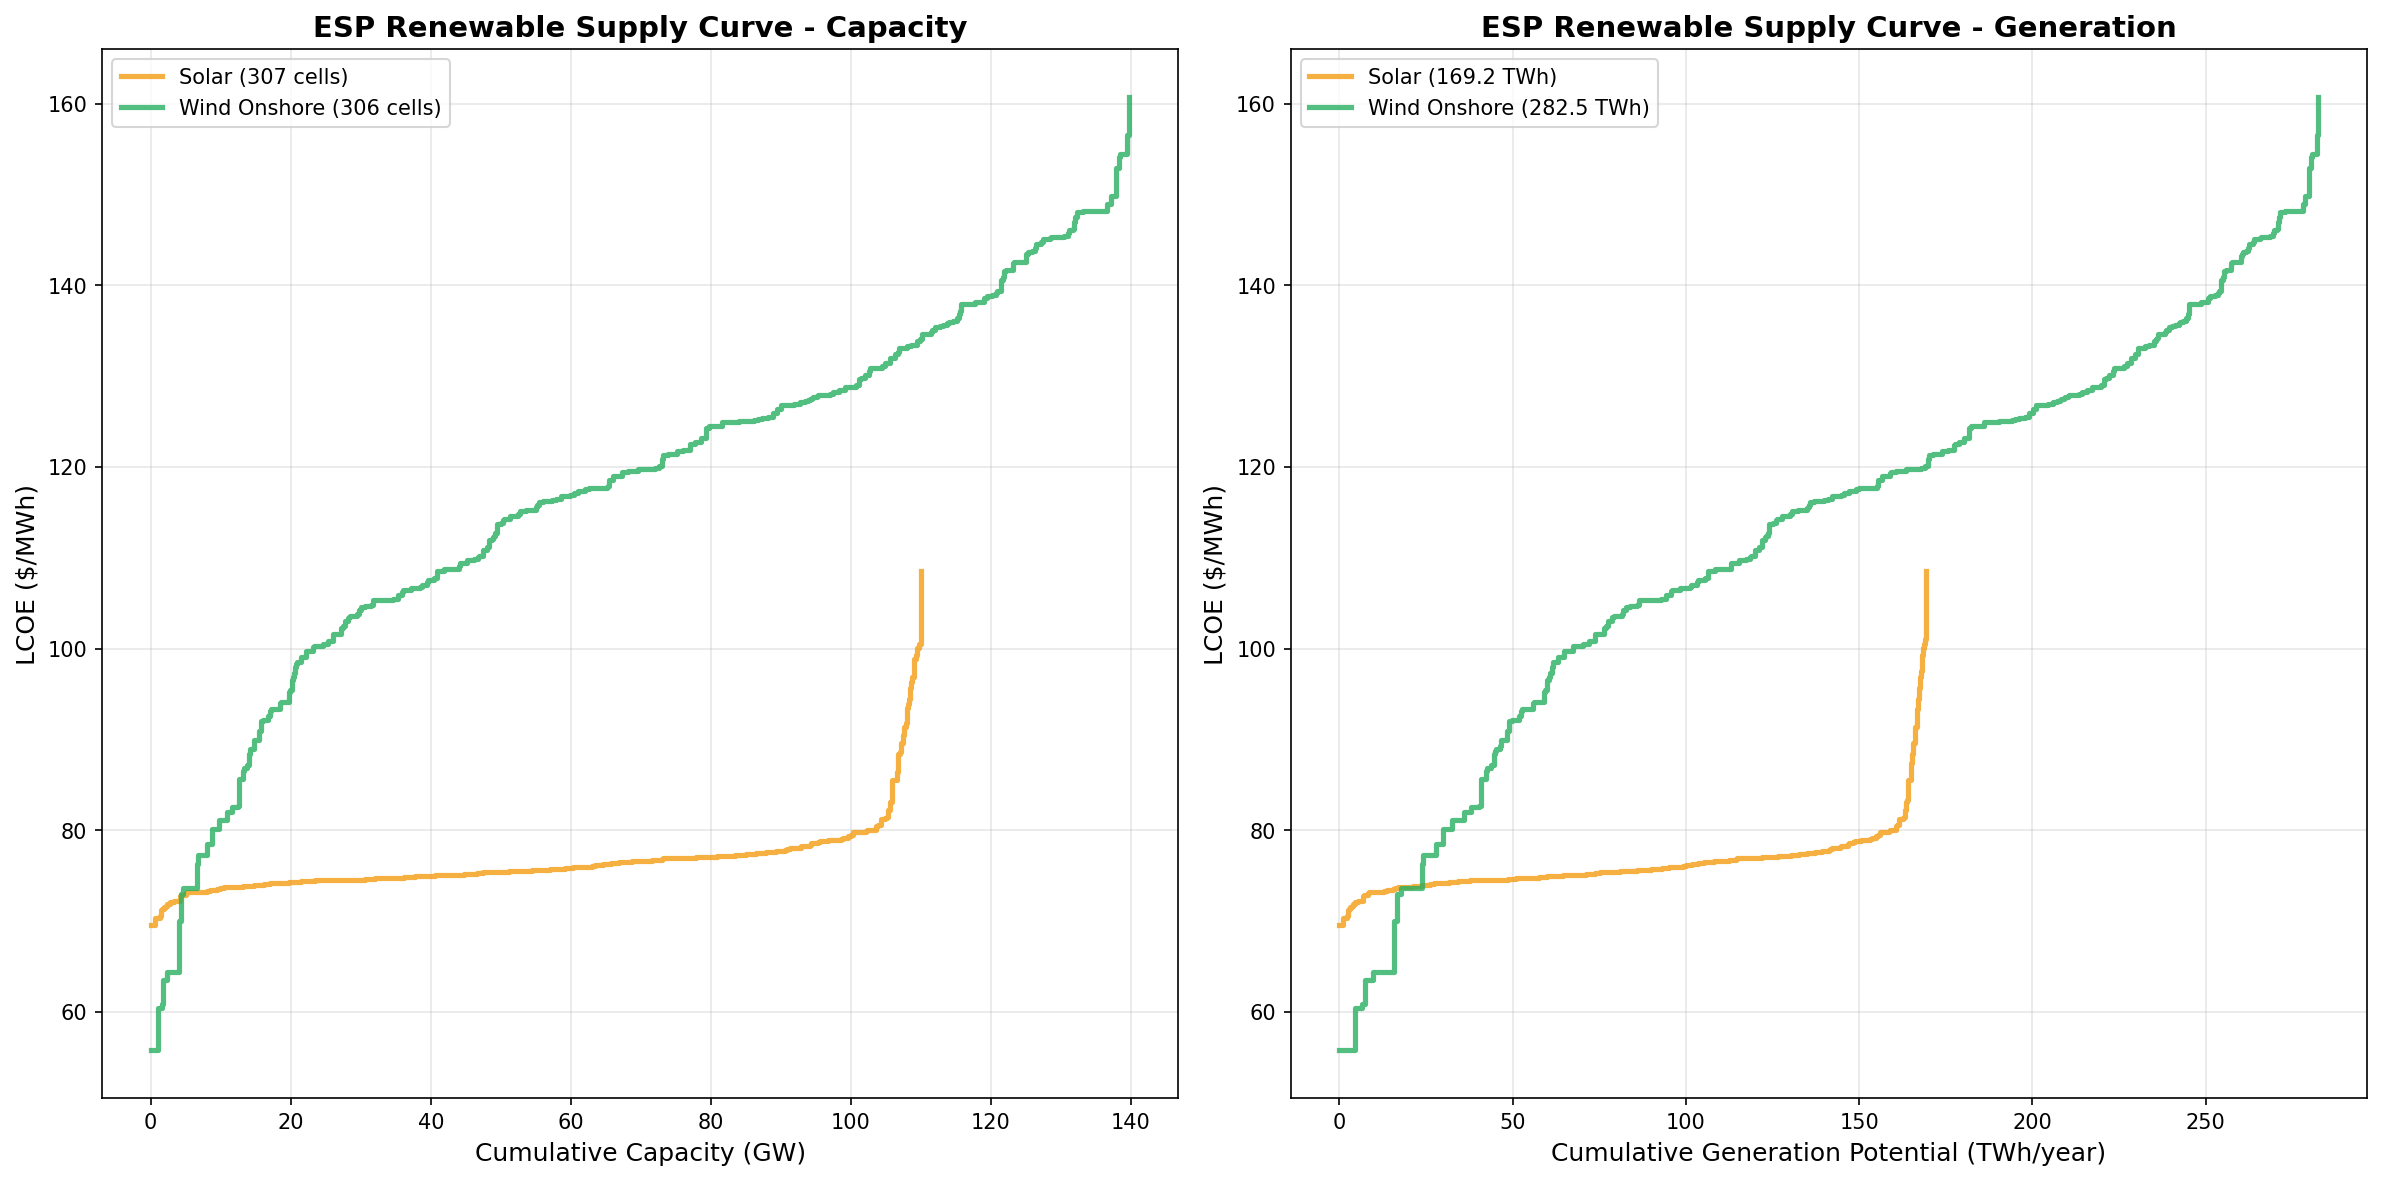 ESP Renewable Supply Curve - Capacity
Solar (307 cells)
Wind Onshore (306 cells)
LCOE ($/MWh)
160
140
120
100
80
60
0 20 40 60 80 100 120 140
Cumulative Capacity (GW)
ESP Renewable Supply Curve - Generation
Solar (169.2 TWh)
Wind Onshore (282.5 TWh)
LCOE ($/MWh)
160
140
120
100
80
60
0 50 100 150 200 250
Cumulative Generation Potential (TWh/year)